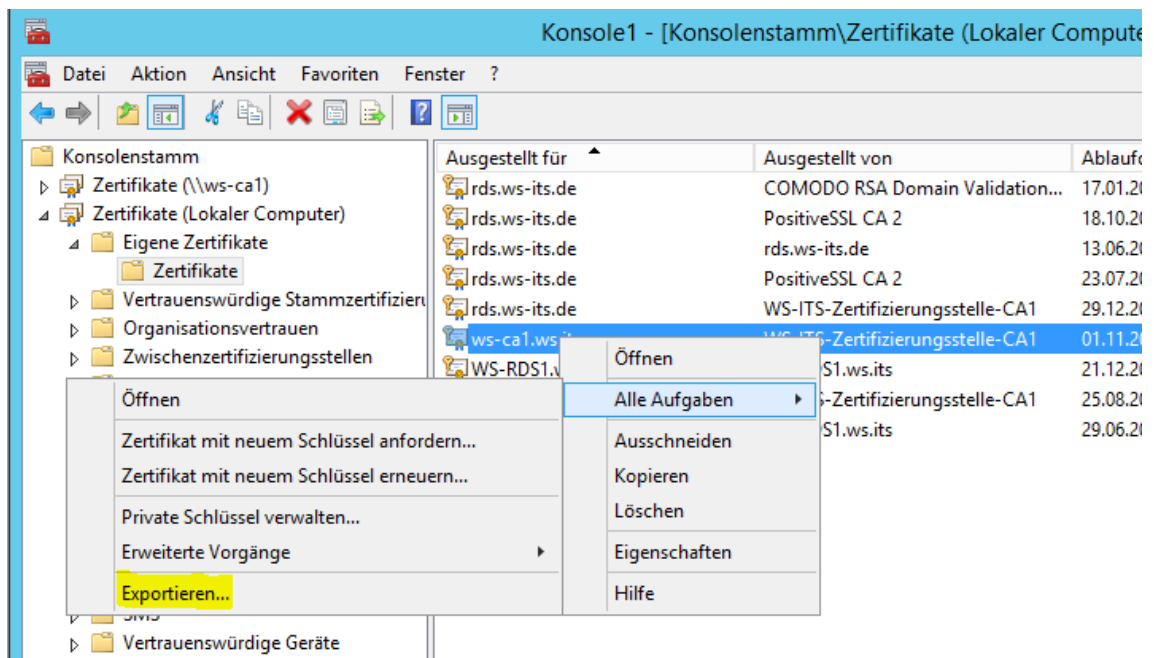 Konsole1 - [Konsolenstamm\Zertifikate (Lokaler Compute
Datei Aktion Ansicht Favoriten Fenster ?
Konsolenstamm
Zertifikate (\\ws-ca1)
Zertifikate (Lokaler Computer)
Eigene Zertifikate
Zertifikate
Vertrauenswürdige Stammzertifizieru
Organisationsvertrauen
Zwischenzertifizierungsstellen
Vertrauenswürdige Geräte
Ausgestellt für Ausgestellt von Ablaufd
rds.ws-its.de COMODO RSA Domain Validation... 17.01.20
rds.ws-its.de PositiveSSL CA 2 18.10.20
rds.ws-its.de rds.ws-its.de 13.06.20
rds.ws-its.de PositiveSSL CA 2 23.07.20
rds.ws-its.de WS-ITS-Zertifizierungsstelle-CA1 29.12.20
ws-ca1.ws WS-ITS-Zertifizierungsstelle-CA1 01.11.20
WS-RDS1. S1.ws.its 21.12.20
S-Zertifizierungsstelle-CA1 25.08.20
S1.ws.its 29.06.20
Öffnen
Alle Aufgaben
Ausschneiden
Kopieren
Löschen
Eigenschaften
Hilfe
Öffnen
Zertifikat mit neuem Schlüssel anfordern...
Zertifikat mit neuem Schlüssel erneuern...
Private Schlüssel verwalten...
Erweiterte Vorgänge
Exportieren...